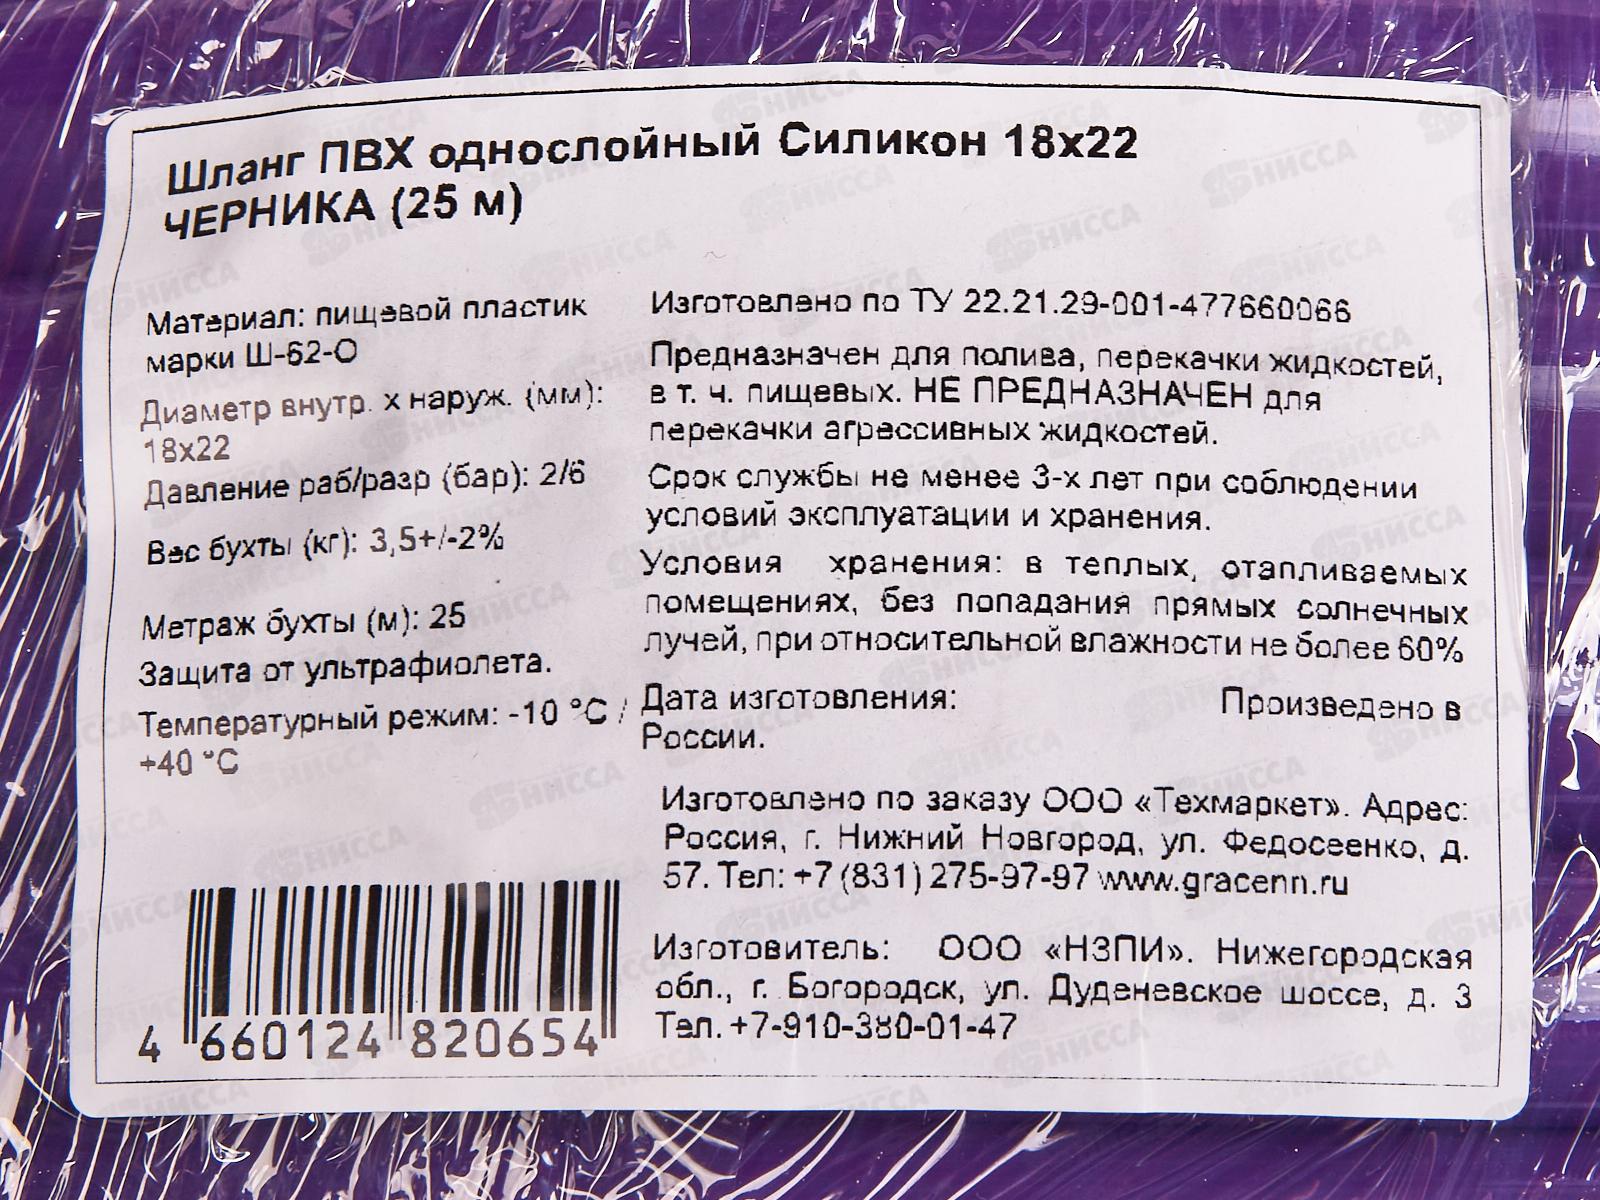 Шланг ПВХ однослойный Силикон 18х22
ЧЕРНИКА (25 м)
Материал: пищевой пластик
марки Ш-62-О
Диаметр внутр. х наруж. (мм):
18х22
Давление раб/разр (бар): 2/6
Вес бухты (кг): 3,5+/-2%
Метраж бухты (м): 25
Защита от ультрафиолета.
Температурный режим: -10 °С /
+40 °С
Изготовлено по ТУ 22.21.29-001-477660066
Предназначен для полива, перекачки жидкостей,
в т. ч. пищевых. НЕ ПРЕДНАЗНАЧЕН для
перекачки агрессивных жидкостей.
Срок службы не менее 3-х лет при соблюдении
условий эксплуатации и хранения.
Условия хранения: в теплых, отапливаемых
помещениях, без попадания прямых солнечных
лучей, при относительной влажности не более 60%
Дата изготовления: Произведено в
России.
Изготовлено по заказу ООО «Техмаркет». Адрес:
Россия, г. Нижний Новгород, ул. Федосеенко, д.
57. Тел: +7 (831) 275-97-97 www.gracenn.ru
Изготовитель: ООО «НЗПИ». Нижегородская
обл., г. Богородск, ул. Дуденевское шоссе, д. 3
Тел. +7-910-380-01-47
4 660124 820654
НИССА